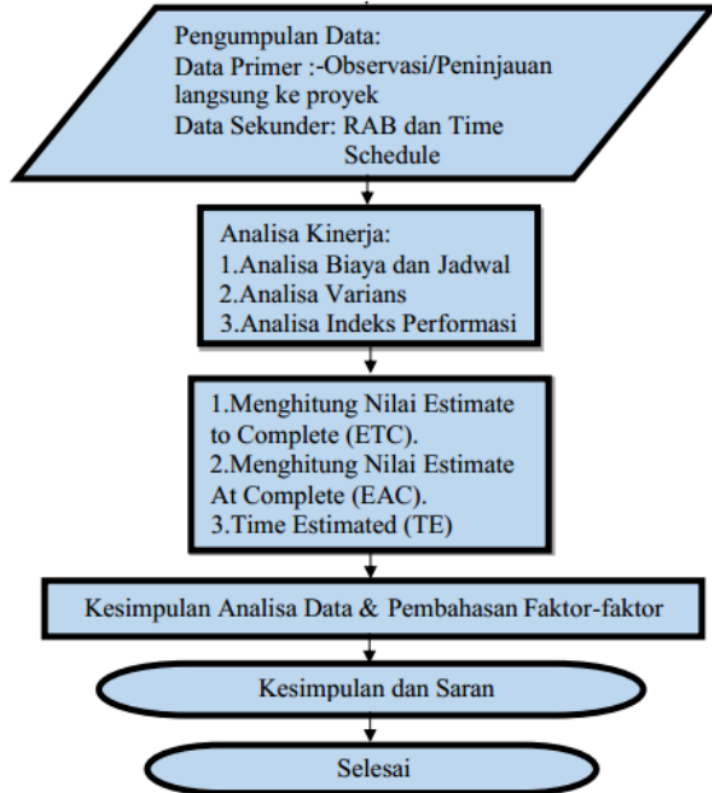 Pengumpulan Data:
Data Primer :-Observasi/Peninjauan
langsung ke proyek
Data Sekunder: RAB dan Time
Schedule
Analisa Kinerja:
1.Analisa Biaya dan Jadwal
2.Analisa Varians
3.Analisa Indeks Performasi
1.Menghitung Nilai Estimate
to Complete (ETC).
2.Menghitung Nilai Estimate
At Complete (EAC).
3.Time Estimated (TE)
Kesimpulan Analisa Data & Pembahasan Faktor-faktor
Kesimpulan dan Saran
Selesai